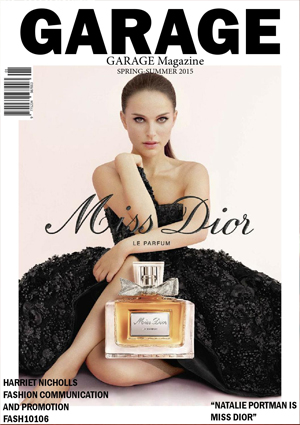 GARAGE
GARAGE Magazine
SPRING-SUMMER 2015
Miss Dior
LE PARFUM
Miss Dior
HARRIET NICHOLLS
FASHION COMMUNICATION
AND PROMOTION
FASH10106
“NATALIE PORTMAN IS
MISS DIOR”